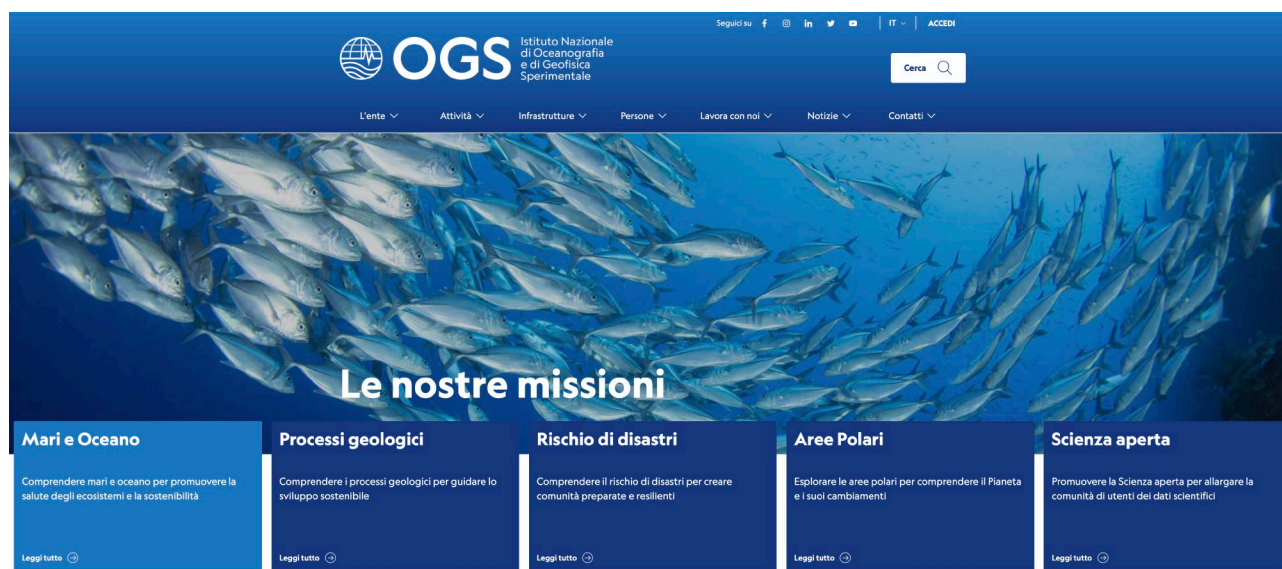 Seguici su
IT
ACCEDI
OGS
Istituto Nazionale
di Oceanografia
e di Geofisica
Sperimentale
Cerca
L'ente
Attività
Infrastrutture
Persone
Lavora con noi
Notizie
Contatti
Le nostre missioni
Mari e Oceano
Comprendere mari e oceano per promuovere la
salute degli ecosistemi e la sostenibilità
Leggi tutto
Processi geologici
Comprendere i processi geologici per guidare lo
sviluppo sostenibile
Leggi tutto
Rischio di disastri
Comprendere il rischio di disastri per creare
comunità preparate e resilienti
Leggi tutto
Aree Polari
Esplorare le aree polari per comprendere il Pianeta
e i suoi cambiamenti
Leggi tutto
Scienza aperta
Promuovere la Scienza aperta per allargare la
comunità di utenti dei dati scientifici
Leggi tutto